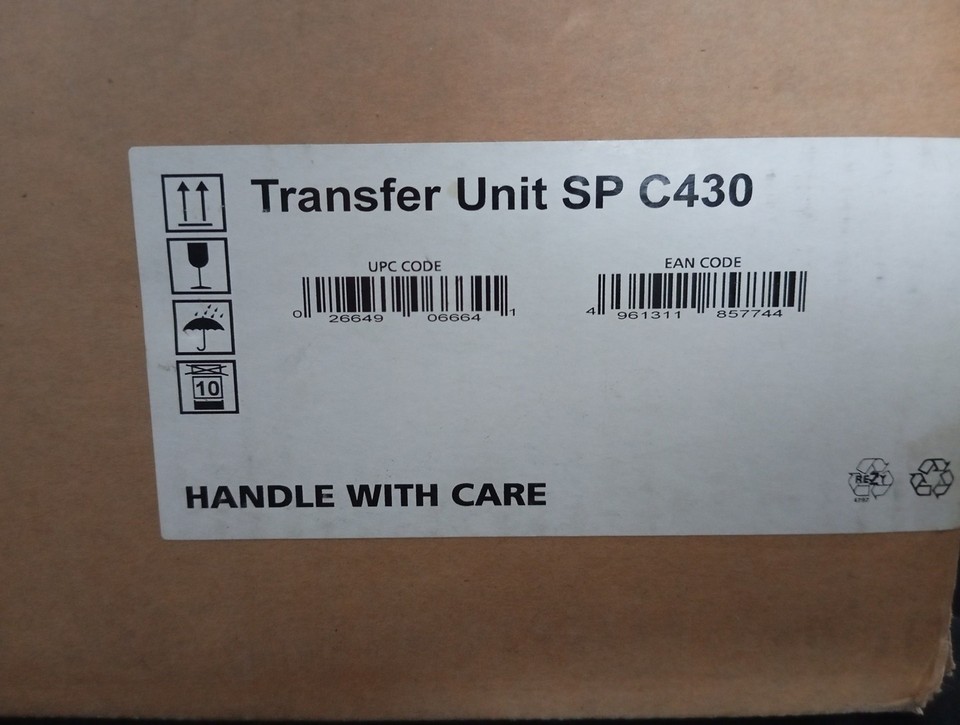 Transfer Unit SP C430
UPC CODE
0 26649 06664 1
EAN CODE
4 961311 857744
10
HANDLE WITH CARE
REZY